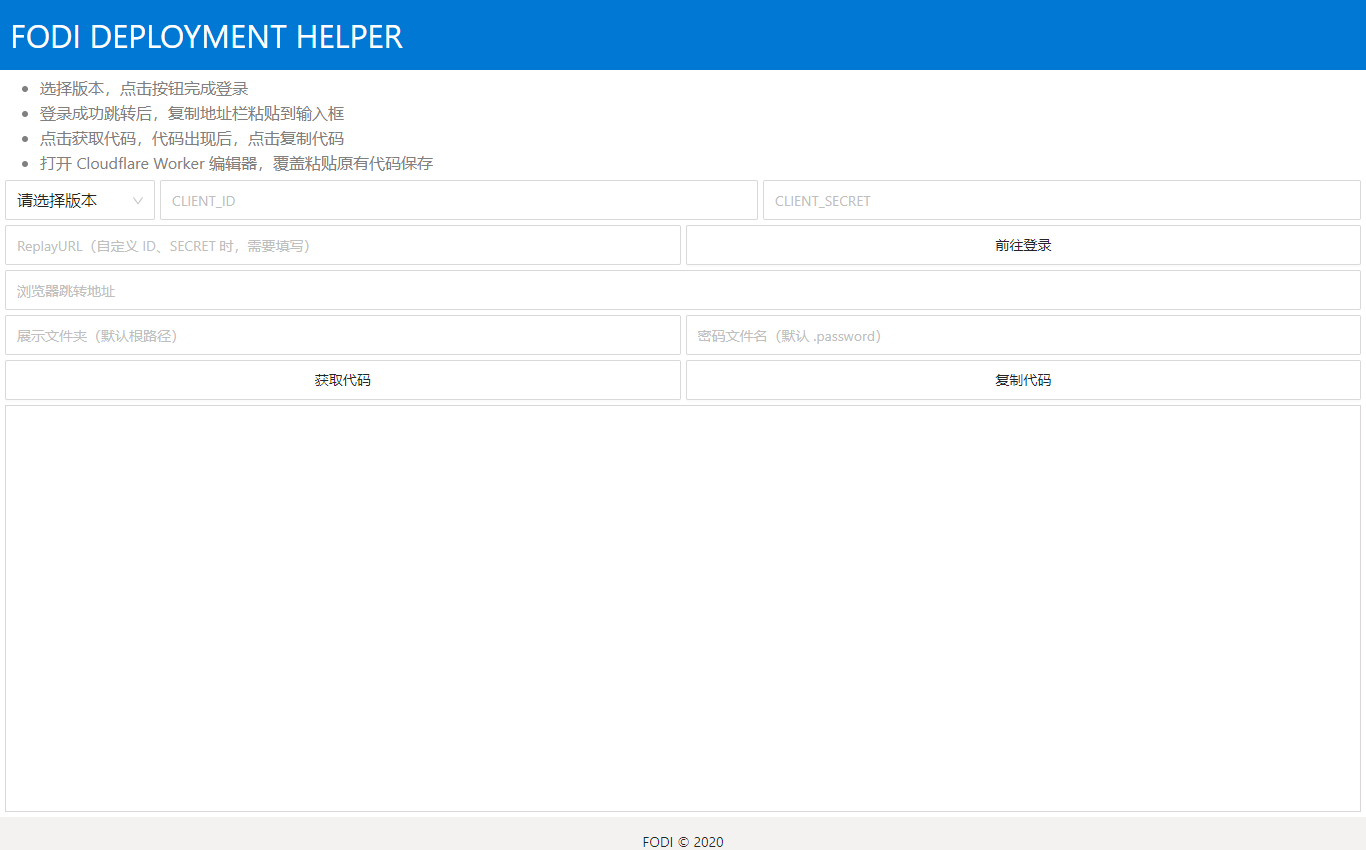 FODI DEPLOYMENT HELPER
选择版本，点击按钮完成登录
登录成功跳转后，复制地址栏粘贴到输入框
点击获取代码，代码出现后，点击复制代码
打开 Cloudflare Worker 编辑器，覆盖粘贴原有代码保存
请选择版本 CLIENT_ID CLIENT_SECRET
ReplayURL（自定义 ID、SECRET 时，需要填写） 前往登录
浏览器跳转地址
展示文件夹（默认根路径） 密码文件名（默认 .password）
获取代码 复制代码
FODI © 2020